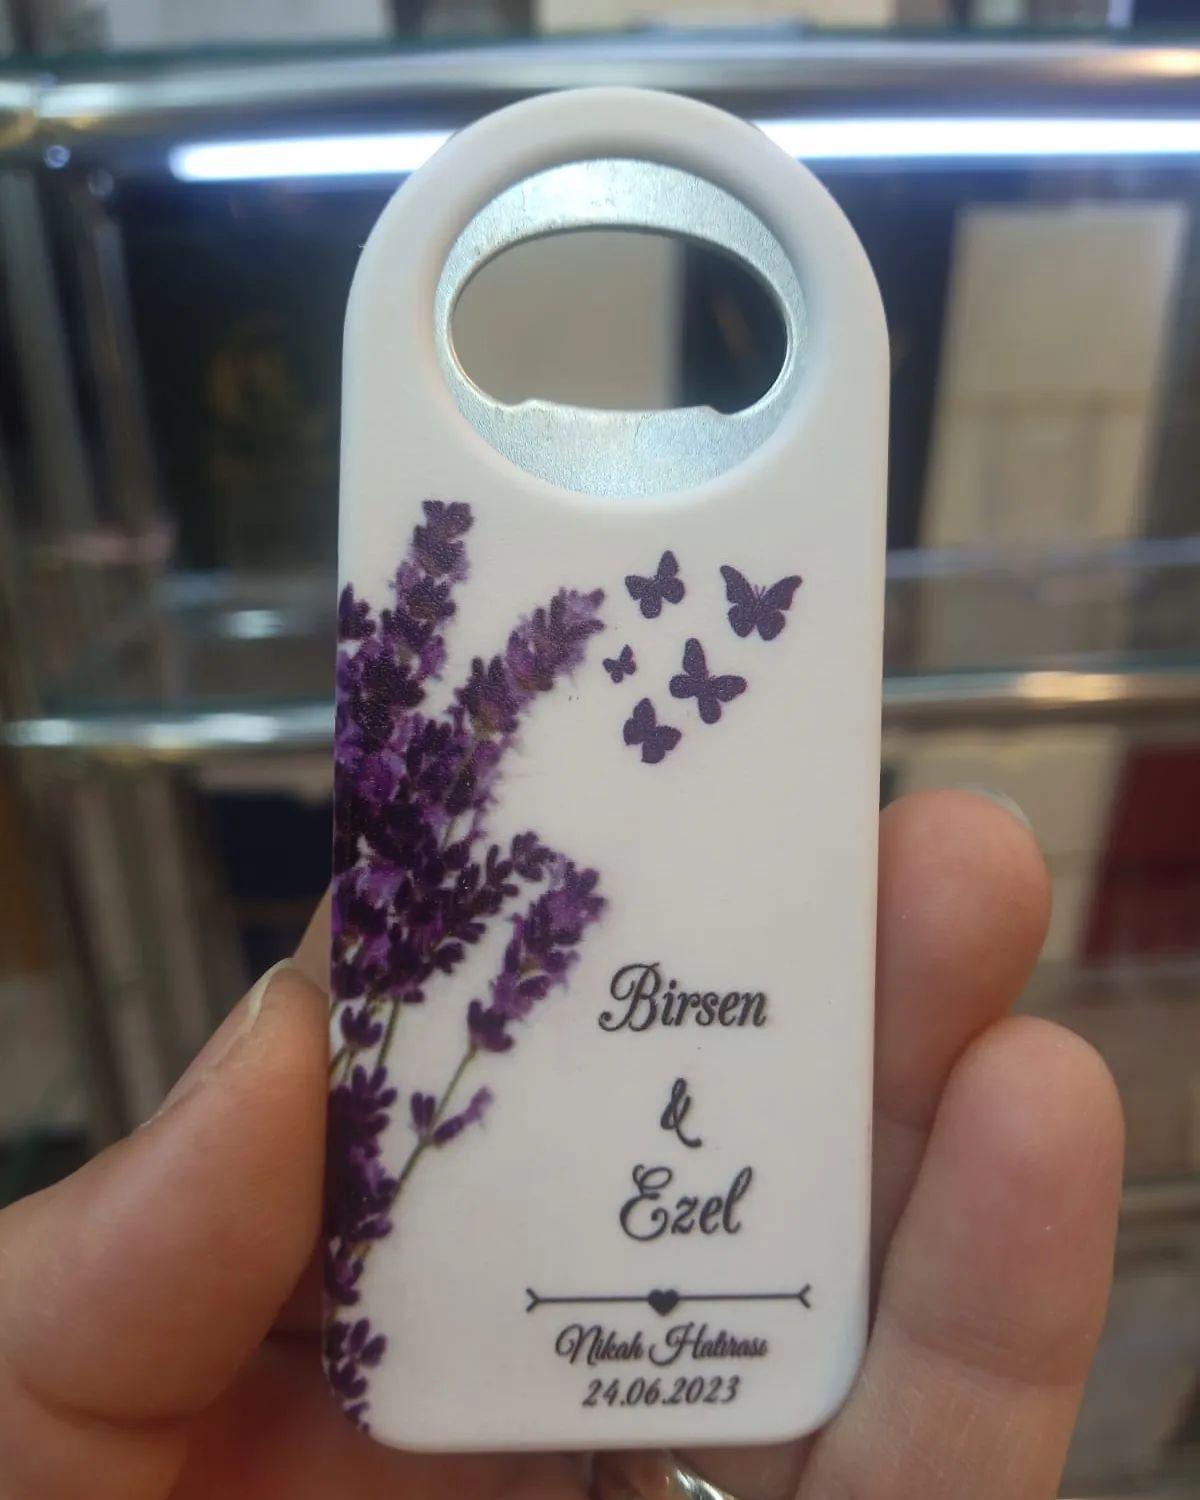 Birsen
&
Ezel
Nikah Hatırası
24.06.2023